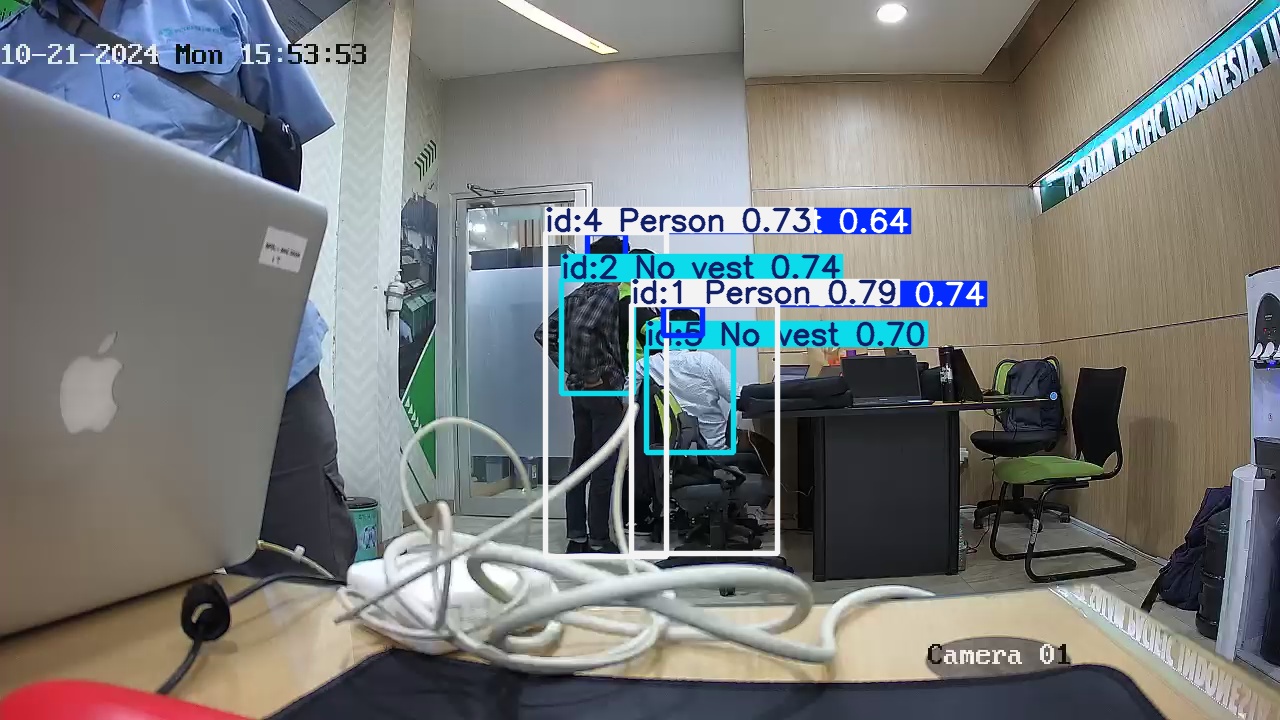 10-21-2024 Mon 15:53:53
PT. SALAM PACIFIC INDONESIA
id:4 Person 0.73
t 0.64
id:2 No vest 0.74
id:1 Person 0.79
0.74
id:5 No vest 0.70
Camera 01